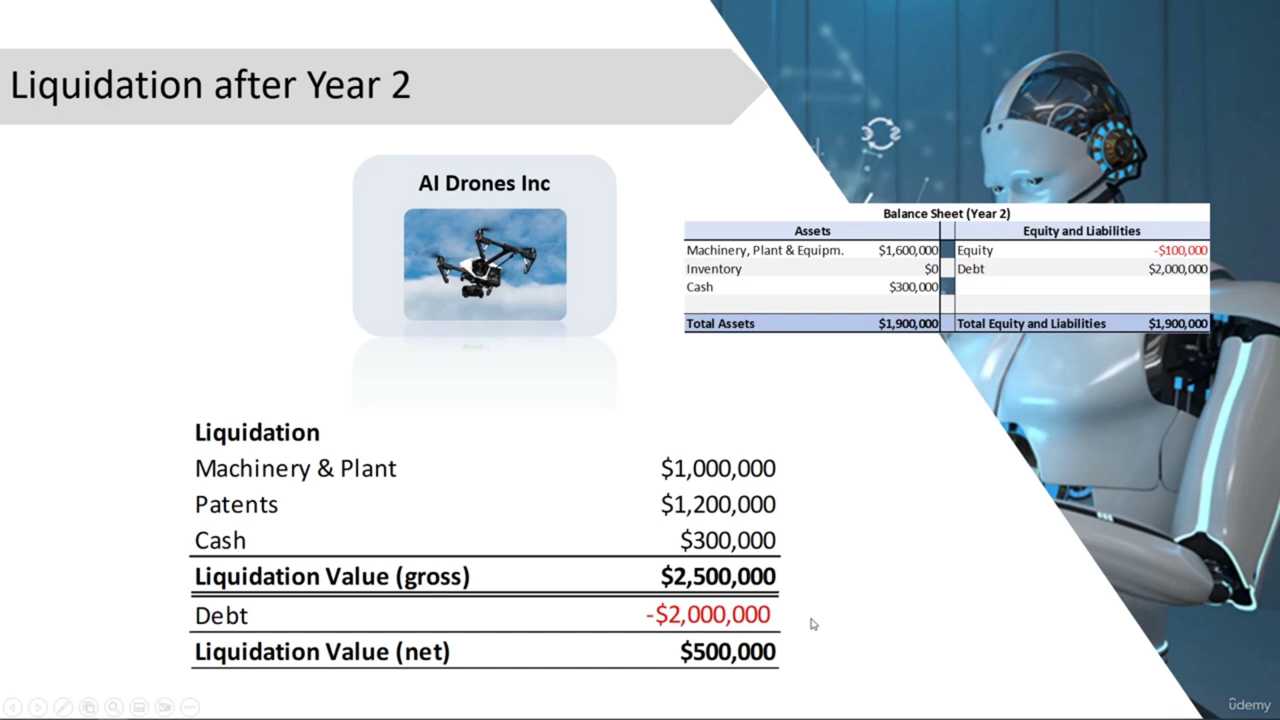 Liquidation after Year 2
AI Drones Inc
Balance Sheet (Year 2)
Assets Equity and Liabilities
Machinery, Plant & Equipm. $1,600,000 Equity -$100,000
Inventory $0 Debt $2,000,000
Cash $300,000
Total Assets $1,900,000 Total Equity and Liabilities $1,900,000
Liquidation
Machinery & Plant $1,000,000
Patents $1,200,000
Cash $300,000
Liquidation Value (gross) $2,500,000
Debt -$2,000,000
Liquidation Value (net) $500,000
ûdemy